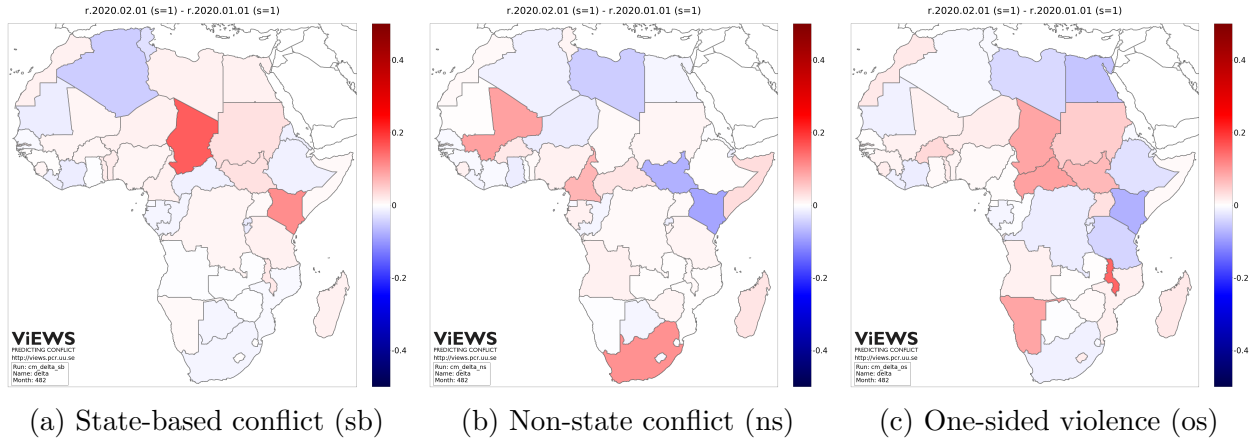 r.2020.02.01 (s=1) - r.2020.01.01 (s=1)
0.4
0.2
0
-0.2
-0.4
ViEWS
PREDICTING CONFLICT
http://views.pcr.uu.se
Run: cm_delta_sb
Name: delta
Month: 482
(a) State-based conflict (sb)
r.2020.02.01 (s=1) - r.2020.01.01 (s=1)
0.4
0.2
0
-0.2
-0.4
ViEWS
PREDICTING CONFLICT
http://views.pcr.uu.se
Run: cm_delta_ns
Name: delta
Month: 482
(b) Non-state conflict (ns)
r.2020.02.01 (s=1) - r.2020.01.01 (s=1)
0.4
0.2
0
-0.2
-0.4
ViEWS
PREDICTING CONFLICT
http://views.pcr.uu.se
Run: cm_delta_os
Name: delta
Month: 482
(c) One-sided violence (os)